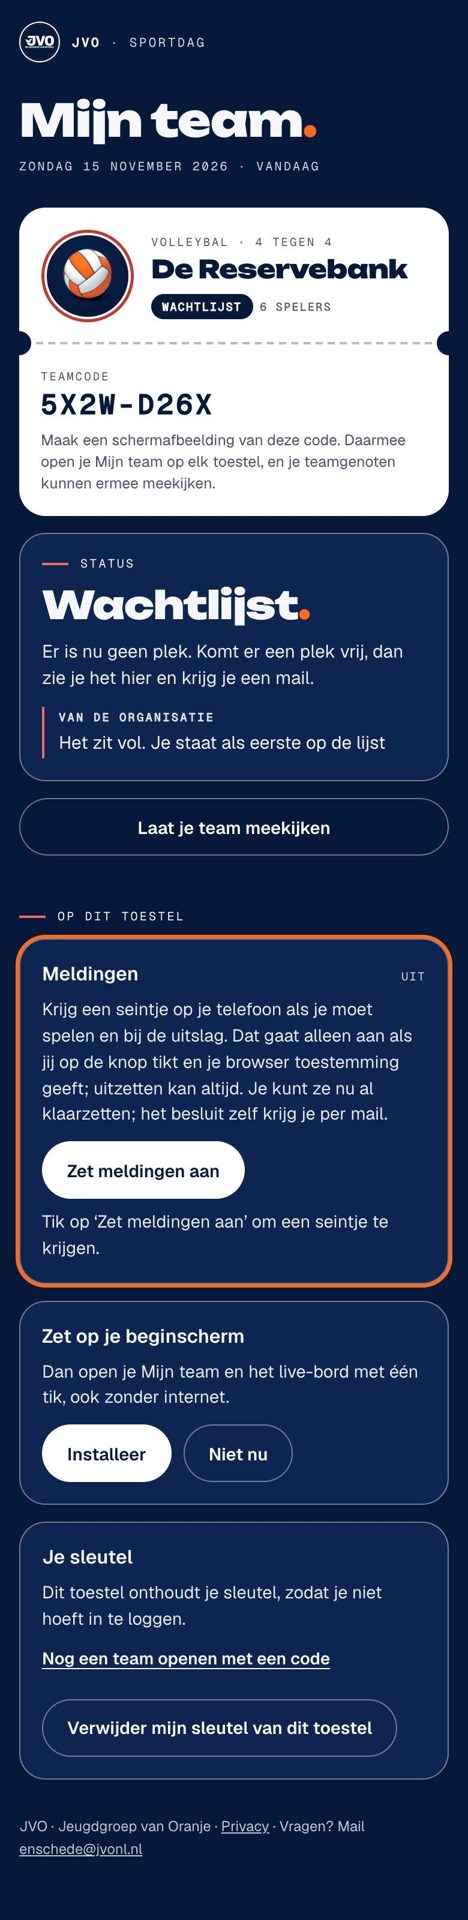 JVO
JVO · SPORTDAG
Mijn team.
ZONDAG 15 NOVEMBER 2026 · VANDAAG
VOLLEYBAL · 4 TEGEN 4
De Reservebank
WACHTLIJST 6 SPELERS
TEAMCODE
5X2W-D26X
Maak een schermafbeelding van deze code. Daarmee
open je Mijn team op elk toestel, en je teamgenoten
kunnen ermee meekijken.
STATUS
Wachtlijst.
Er is nu geen plek. Komt er een plek vrij, dan
zie je het hier en krijg je een mail.
VAN DE ORGANISATIE
Het zit vol. Je staat als eerste op de lijst
Laat je team meekijken
OP DIT TOESTEL
Meldingen UIT
Krijg een seintje op je telefoon als je moet
spelen en bij de uitslag. Dat gaat alleen aan als
jij op de knop tikt en je browser toestemming
geeft; uitzetten kan altijd. Je kunt ze nu al
klaarzetten; het besluit zelf krijg je per mail.
Zet meldingen aan
Tik op ‘Zet meldingen aan’ om een seintje te
krijgen.
Zet op je beginscherm
Dan open je Mijn team en het live-bord met één
tik, ook zonder internet.
Installeer Niet nu
Je sleutel
Dit toestel onthoudt je sleutel, zodat je niet
hoeft in te loggen.
Nog een team openen met een code
Verwijder mijn sleutel van dit toestel
JVO · Jeugdgroep van Oranje · Privacy · Vragen? Mail
enschede@jvonl.nl